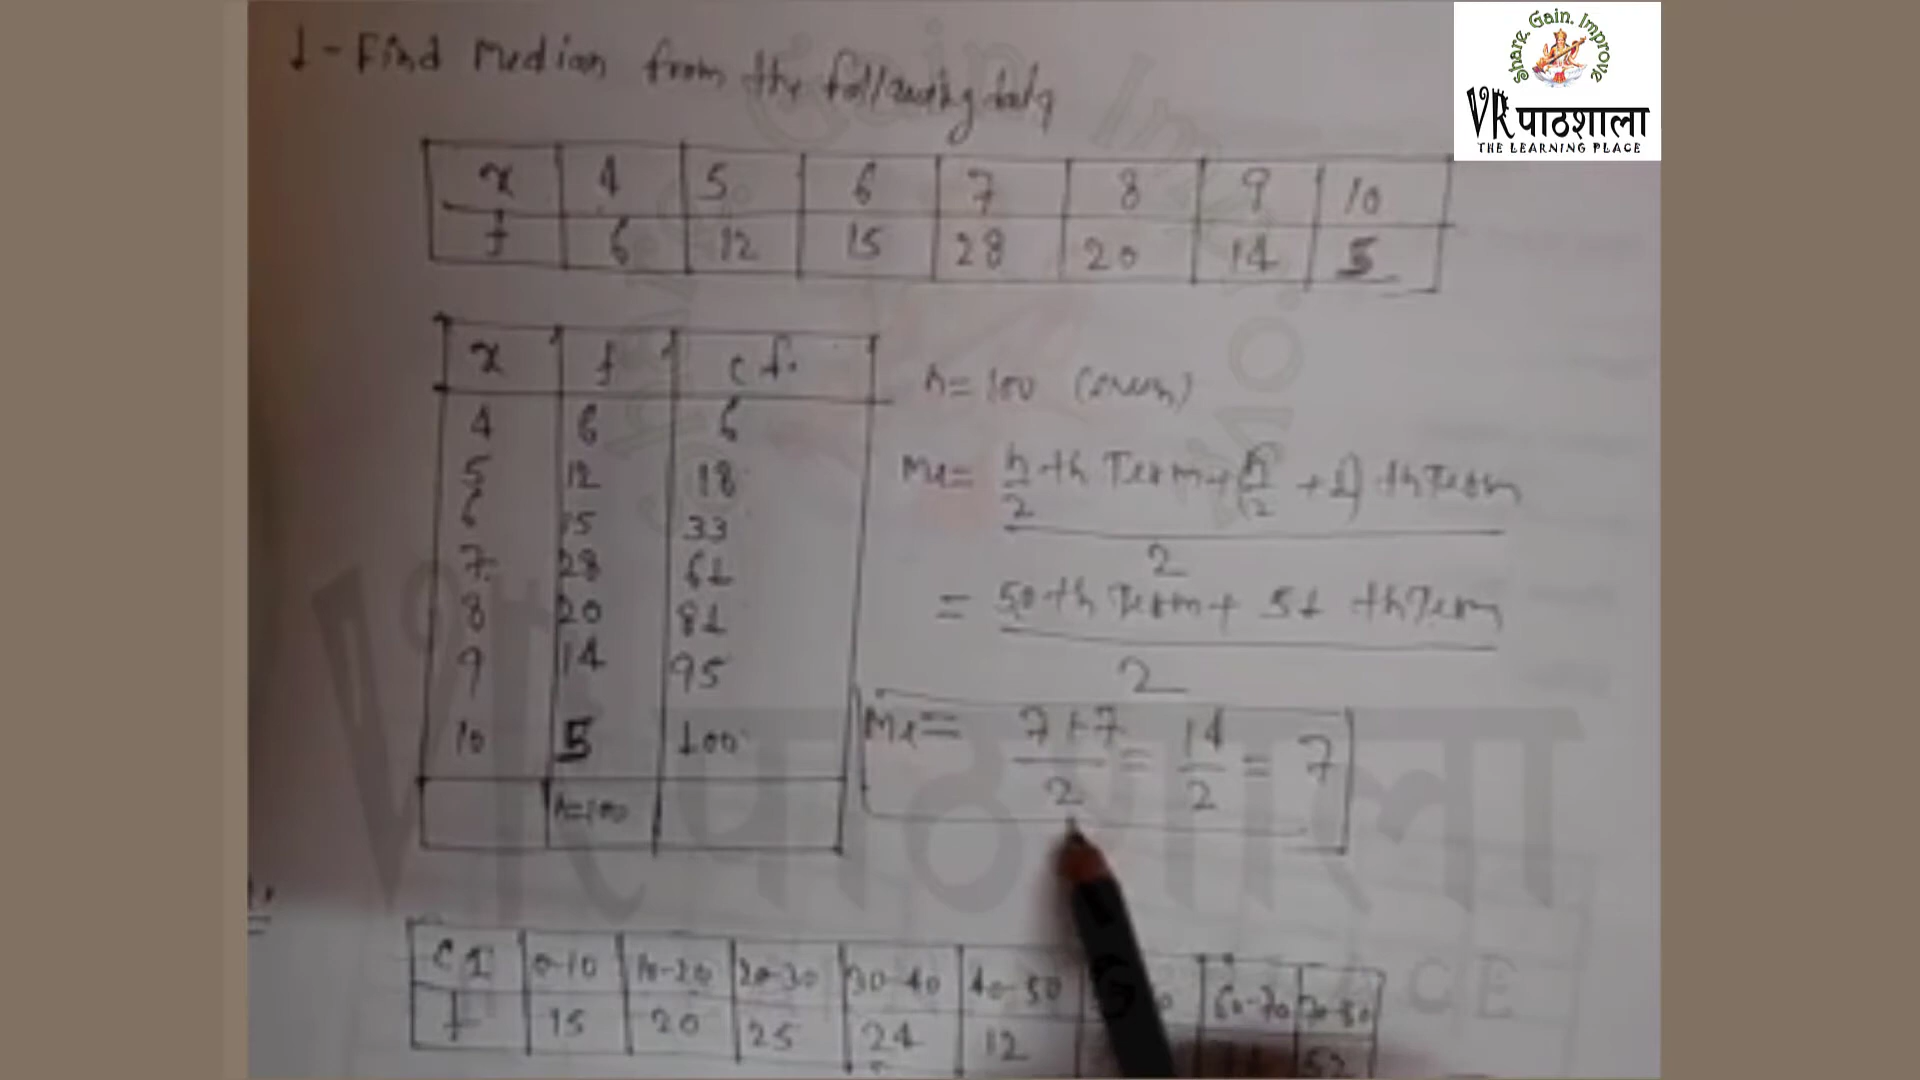 1- Find Median from the following data
x 4 5 6 7 8 9 10
f 6 12 15 28 20 14 5
x f c.f.
4 6 6
5 12 18
6 15 33
7 28 61
8 20 81
9 14 95
10 5 100
n=100
n=100 (even)
Me= n/2 th Term+(n/2 +1) th Term
2
= 50 th Term+ 51 th Term
2
Me= 7+7/2 = 14/2 = 7
C I 0-10 10-20 20-30 30-40 40-50 60-70 70-80
f 15 20 25 24 12 52
Share. Gain. Improve
VR पाठशाला
THE LEARNING PLACE